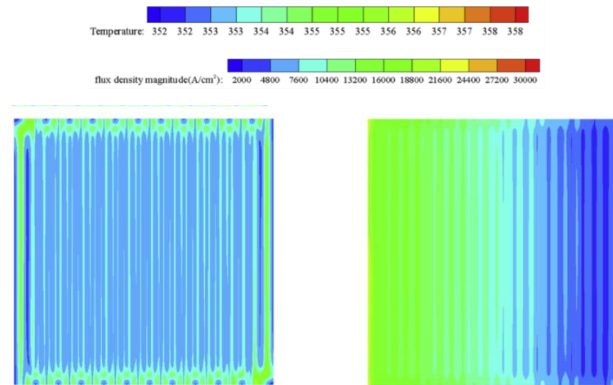 Temperature: 352 352 353 353 354 354 355 355 356 356 357 357 358 358
flux density magnitude(A/cm²): 2000 4800 7600 10400 13200 16000 18800 21600 24400 27200 30000